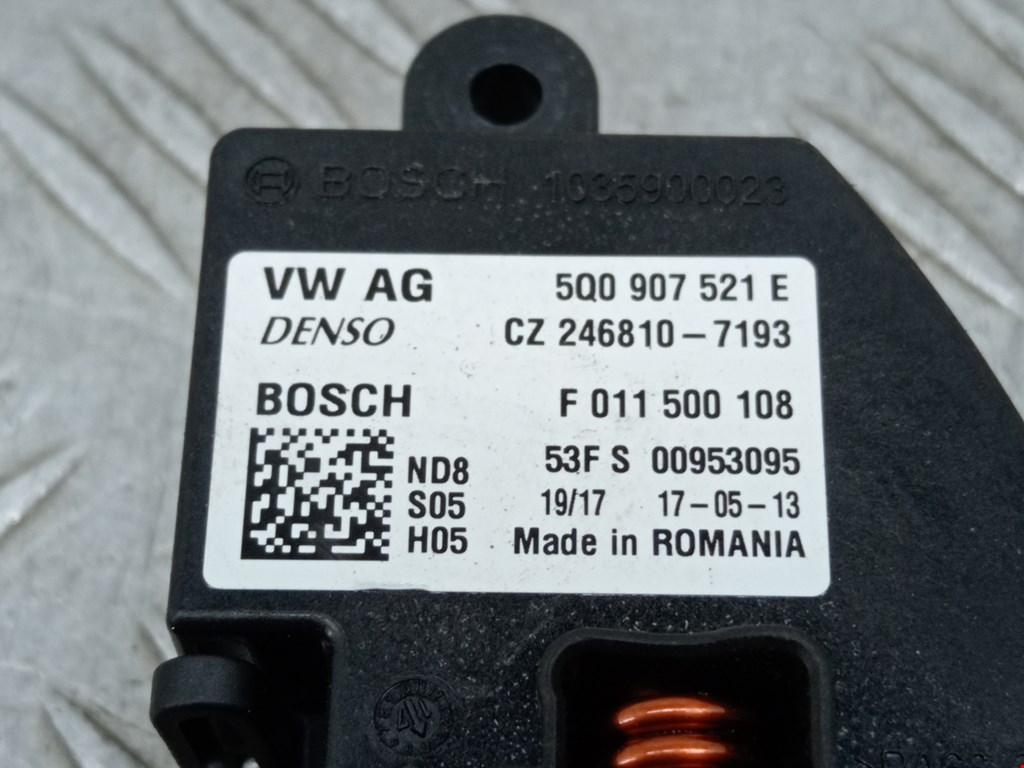 BOSCH 1035900023
VW AG 5Q0 907 521 E
DENSO CZ 246810-7193
BOSCH F 011 500 108
ND8 53F S 00953095
S05 19/17 17-05-13
H05 Made in ROMANIA